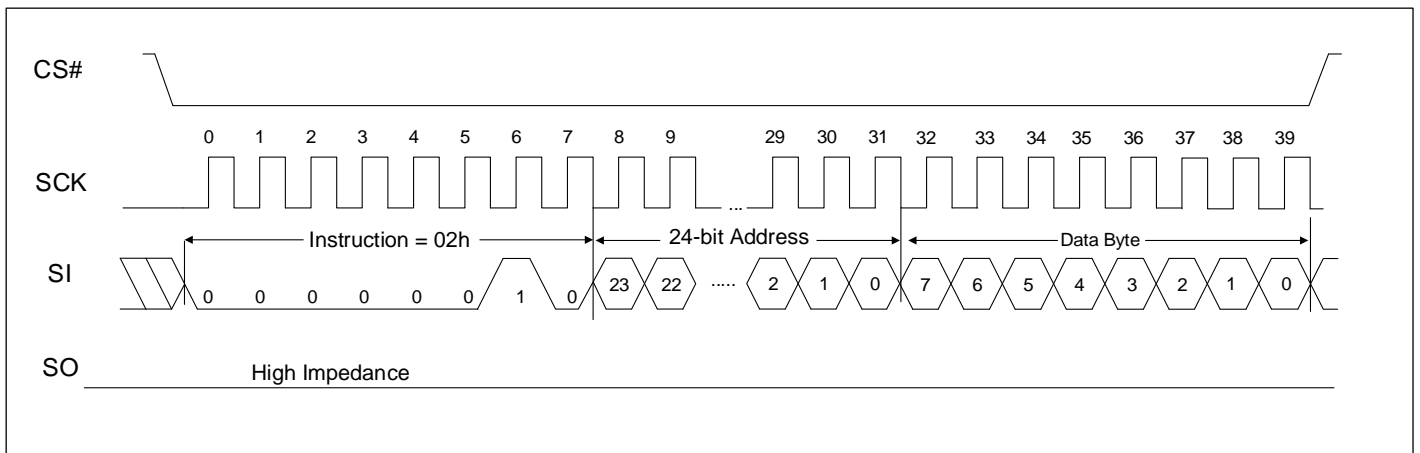 CS#
0 1 2 3 4 5 6 7 8 9 29 30 31 32 33 34 35 36 37 38 39
SCK ...
Instruction = 02h 24-bit Address Data Byte
SI 0 0 0 0 0 0 1 0 23 22 ..... 2 1 0 7 6 5 4 3 2 1 0
SO High Impedance